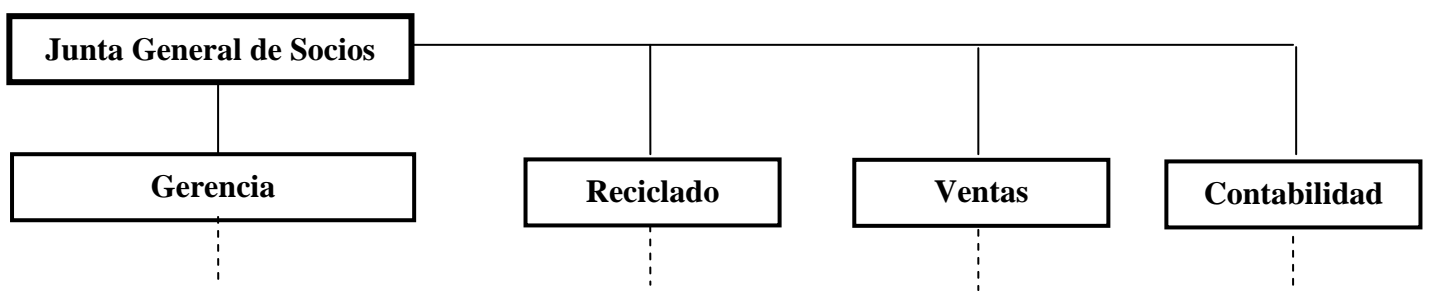 Junta General de Socios
Gerencia
Reciclado
Ventas
Contabilidad